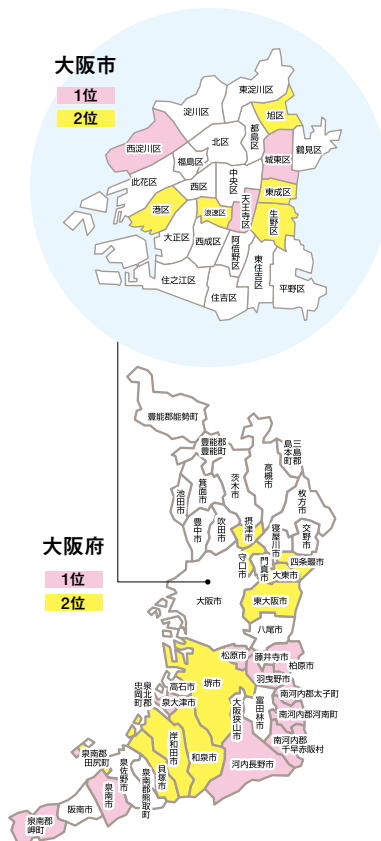 大阪市
1位
2位
東淀川区
淀川区
旭区
都島区
北区
鶴見区
西淀川区
城東区
福島区
此花区
中央区
西区
東成区
天王寺区
港区
浪速区
生野区
大正区
西成区
阿倍野区
東住吉区
住之江区
平野区
住吉区
豊能郡能勢町
豊能郡
豊能町
三島郡
島本町
高槻市
茨木市
箕面市
池田市
枚方市
豊中市
吹田市
摂津市
寝屋川市
交野市
大阪府
1位
2位
守口市
門真市
四条畷市
大東市
大阪市
東大阪市
八尾市
松原市
藤井寺市
柏原市
羽曳野市
堺市
高石市
泉大津市
泉北郡
忠岡町
大阪狭山市
富田林市
南河内郡太子町
南河内郡河南町
南河内郡
千早赤阪村
岸和田市
和泉市
河内長野市
貝塚市
泉南郡熊取町
泉佐野市
泉南郡
田尻町
泉南市
阪南市
泉南郡
岬町